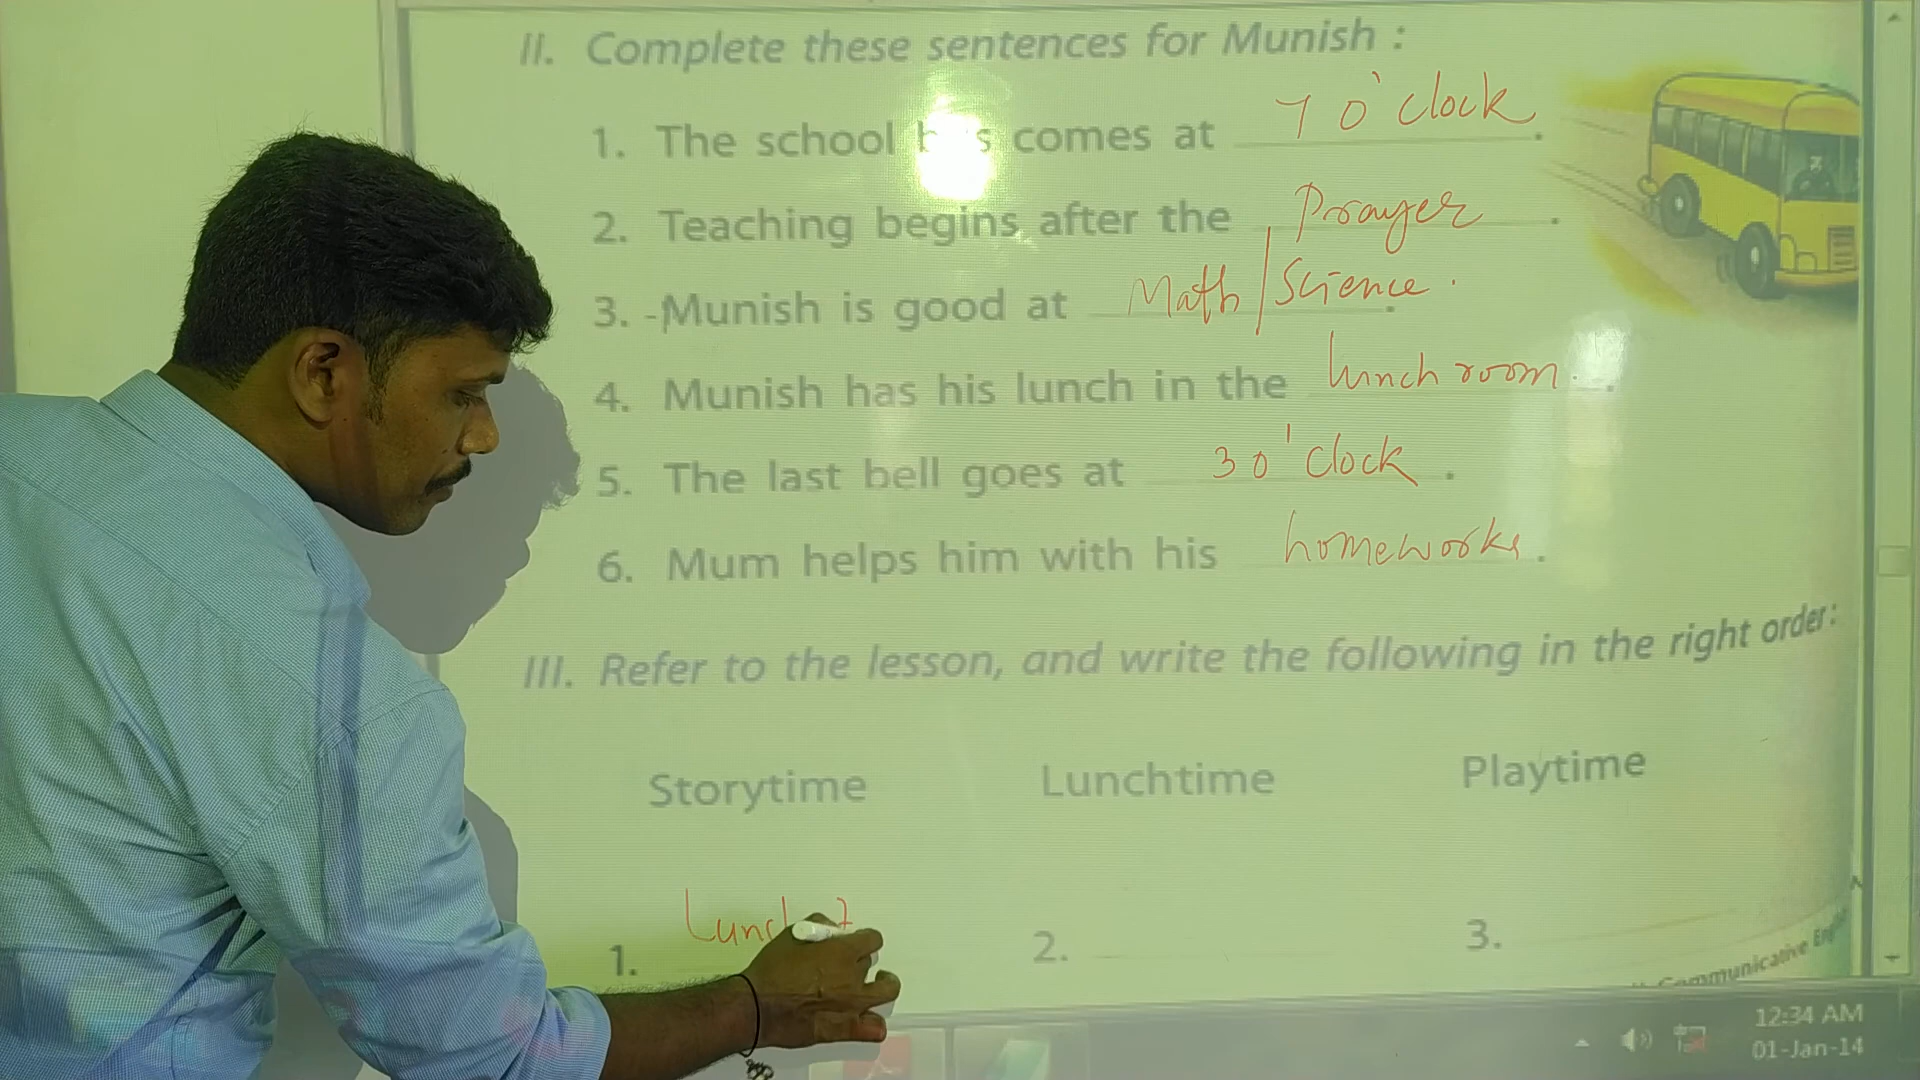 II. Complete these sentences for Munish :
1. The school comes at 7 O'clock.
2. Teaching begins after the Prayer.
3. Munish is good at Math/Science.
4. Munish has his lunch in the lunch room.
5. The last bell goes at 3 O'clock.
6. Mum helps him with his homeworks.
III. Refer to the lesson, and write the following in the right order:
Storytime Lunchtime Playtime
1. 2. 3.
Communicative
12:34 AM
01-Jan-14